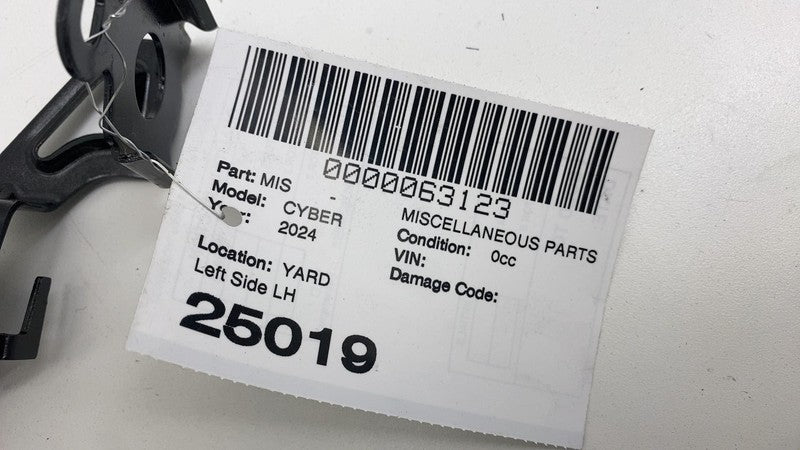 0000063123
Part: MIS - MISCELLANEOUS PARTS
Model: CYBER
Condition: 0cc
Year: 2024
VIN:
Damage Code:
Location: YARD
Left Side LH
25019